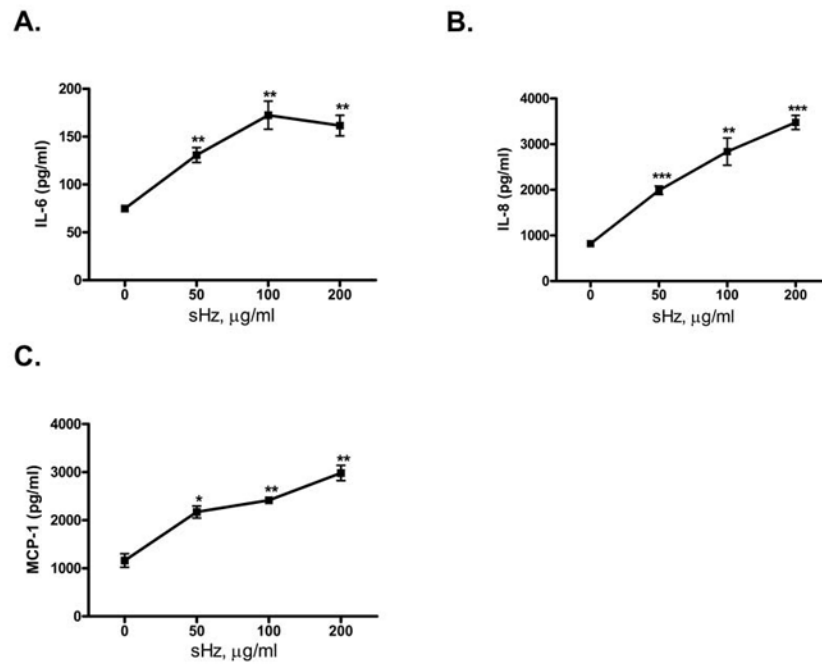 A.
IL-6 (pg/ml)
200
150
100
50
0
**
**
**
0 50 100 200
sHz, μg/ml
B.
IL-8 (pg/ml)
4000
3000
2000
1000
0
***
**
***
0 50 100 200
sHz, μg/ml
C.
MCP-1 (pg/ml)
4000
3000
2000
1000
0
*
**
**
0 50 100 200
sHz, μg/ml